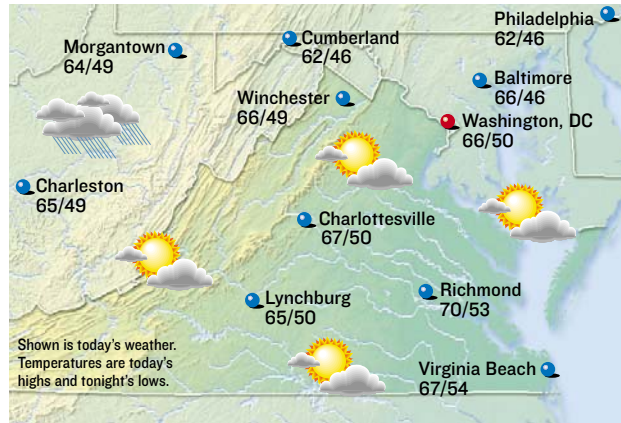 Philadelphia
62/46
Cumberland
62/46
Morgantown
64/49
Baltimore
66/46
Winchester
66/49
Washington, DC
66/50
Charleston
65/49
Charlottesville
67/50
Richmond
70/53
Lynchburg
65/50
Shown is today's weather.
Temperatures are today's
highs and tonight's lows.
Virginia Beach
67/54